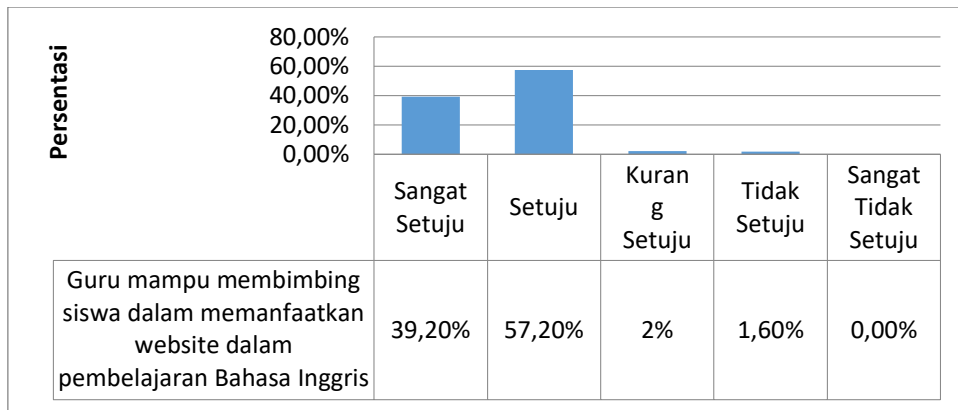 Persentasi
80,00%
60,00%
40,00%
20,00%
0,00%
Sangat
Setuju
Setuju
Kuran
g
Setuju
Tidak
Setuju
Sangat
Tidak
Setuju
Guru mampu membimbing
siswa dalam memanfaatkan
website dalam
pembelajaran Bahasa Inggris
39,20%
57,20%
2%
1,60%
0,00%